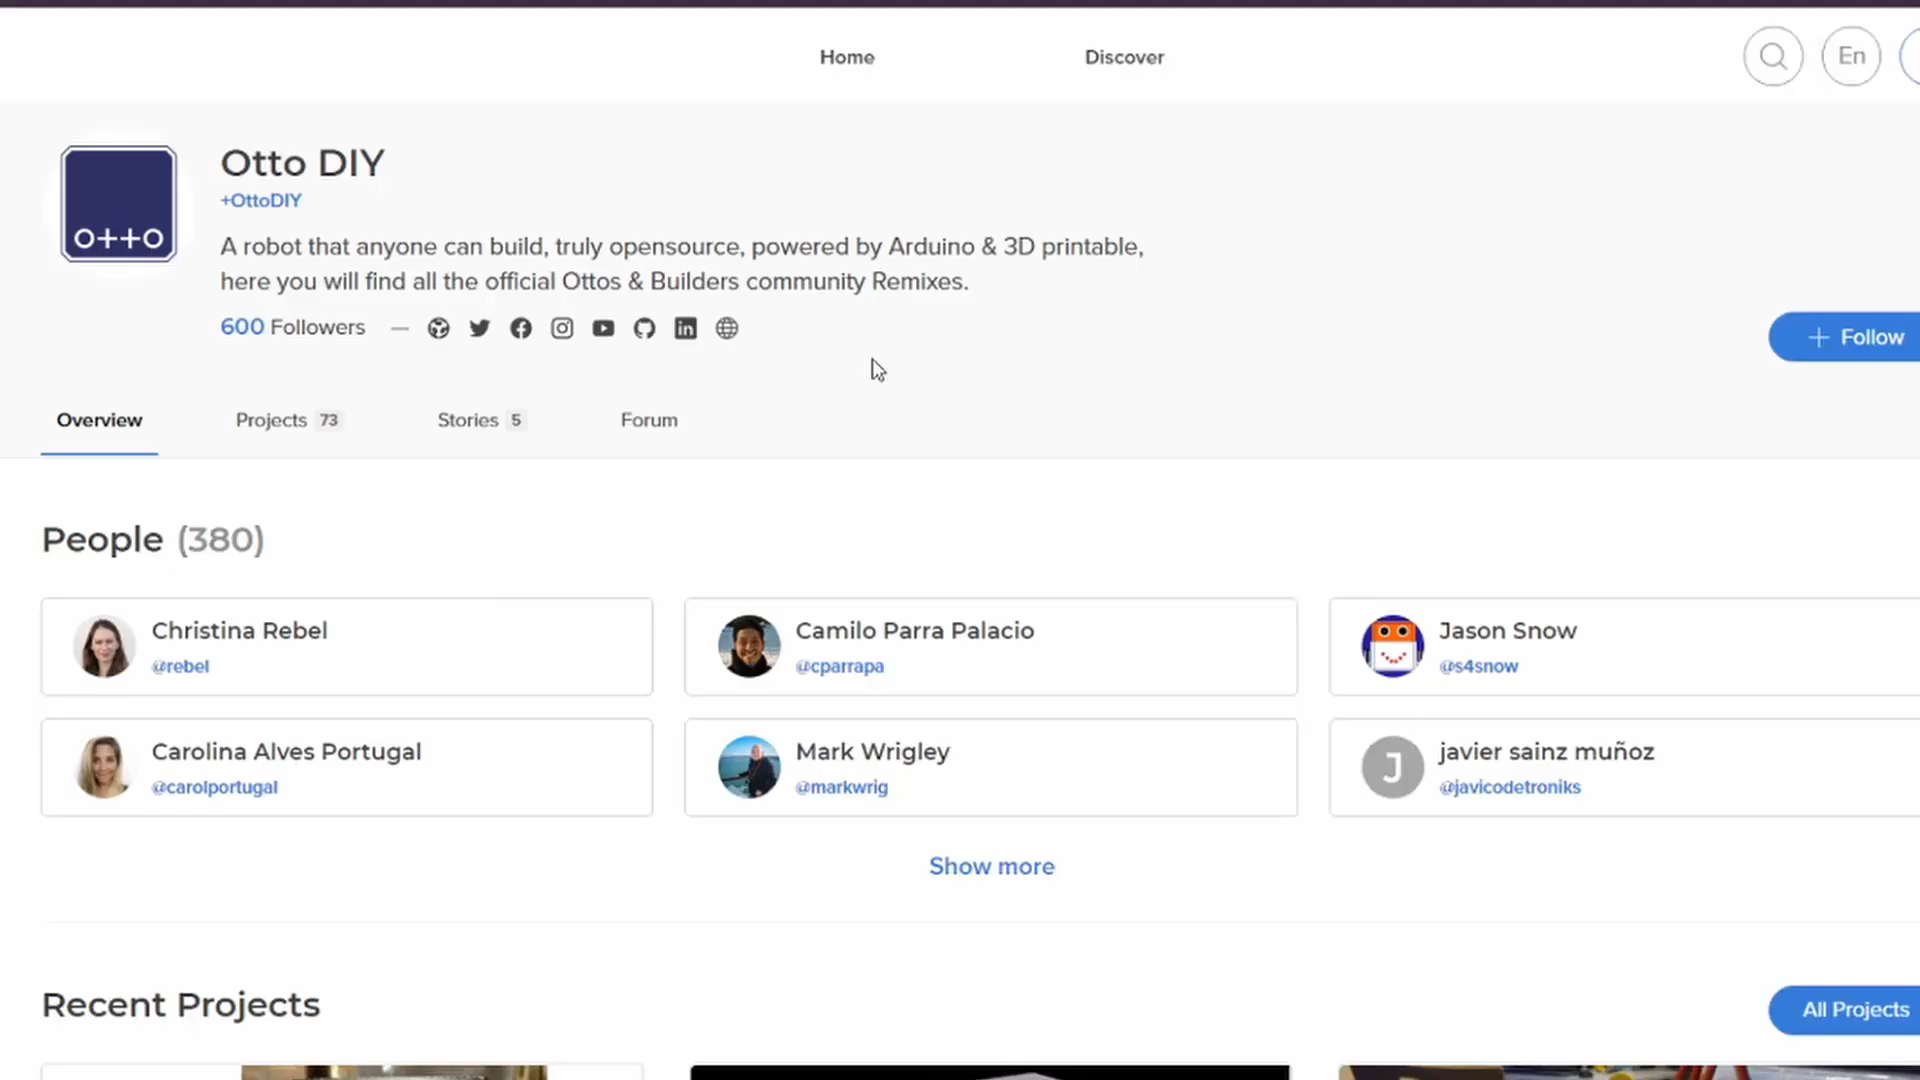 Home
Discover
En
Otto DIY
+OttoDIY
A robot that anyone can build, truly opensource, powered by Arduino & 3D printable,
here you will find all the official Ottos & Builders community Remixes.
600 Followers —
+ Follow
otto
Overview
Projects 73
Stories 5
Forum
People (380)
Christina Rebel
@rebel
Camilo Parra Palacio
@cparrapa
Jason Snow
@s4snow
Carolina Alves Portugal
@carolportugal
Mark Wrigley
@markwrig
J
javier sainz muñoz
@javicodetroniks
Show more
Recent Projects
All Projects